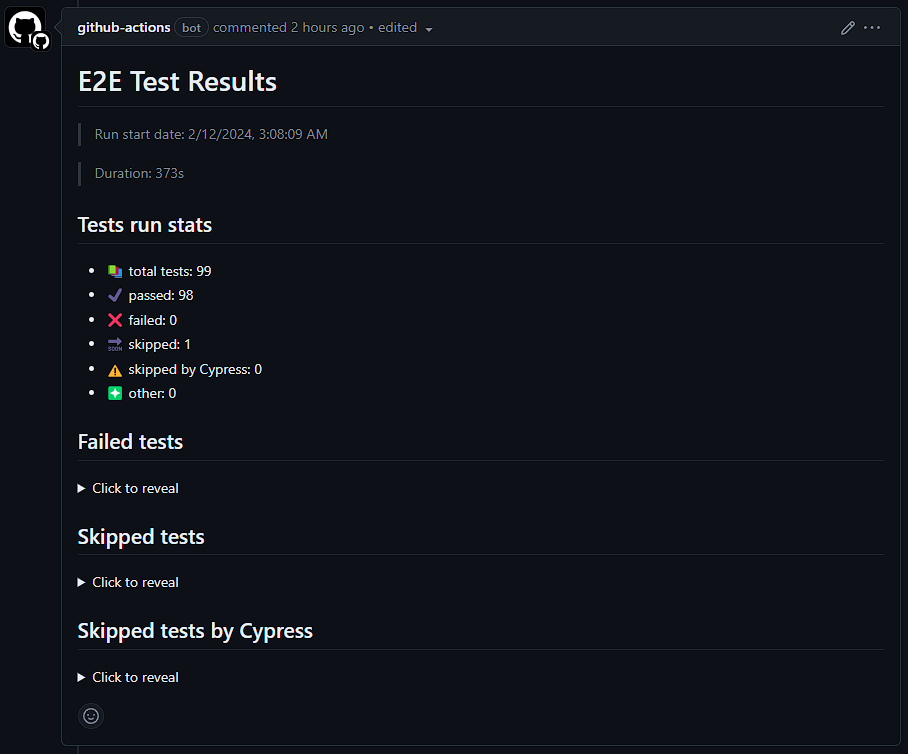 github-actions bot commented 2 hours ago • edited
E2E Test Results
Run start date: 2/12/2024, 3:08:09 AM
Duration: 373s
Tests run stats
total tests: 99
passed: 98
failed: 0
SOON skipped: 1
skipped by Cypress: 0
other: 0
Failed tests
Click to reveal
Skipped tests
Click to reveal
Skipped tests by Cypress
Click to reveal